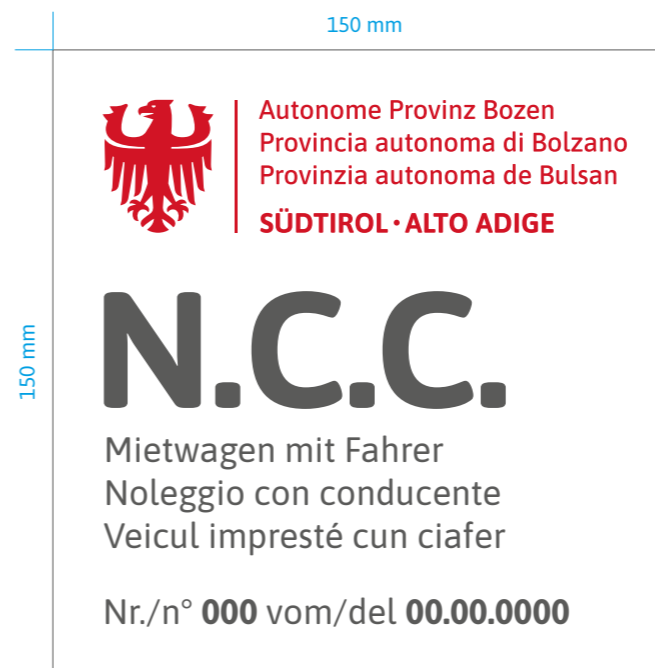 150 mm
Autonome Provinz Bozen
Provincia autonoma di Bolzano
Provinzia autonoma de Bulsan
SÜDTIROL · ALTO ADIGE
150 mm
N.C.C.
Mietwagen mit Fahrer
Noleggio con conducente
Veicul impresté cun ciafer
Nr./n° 000 vom/del 00.00.0000